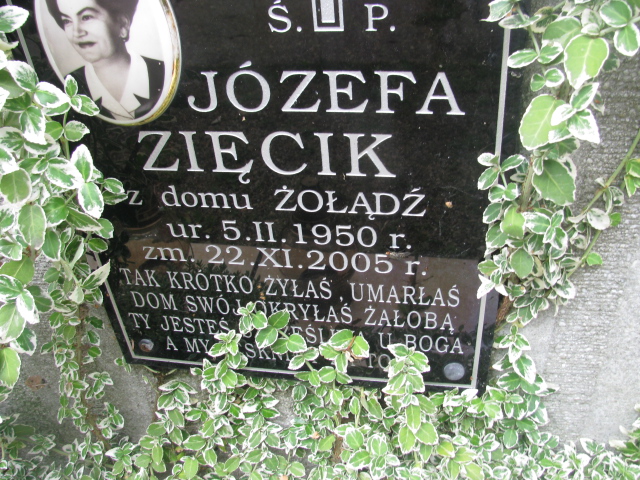 Ś. P.
JÓZEFA
ZIĘCIK
z domu ŻOŁĄDŹ
ur. 5.II.1950 r.
zm. 22.XI.2005 r.
TAK KRÓTKO ŻYŁAŚ, UMARŁAŚ
DOM SWÓJ OKRYŁAŚ ŻAŁOBĄ
TY JESTEŚ U BOGA
A MY